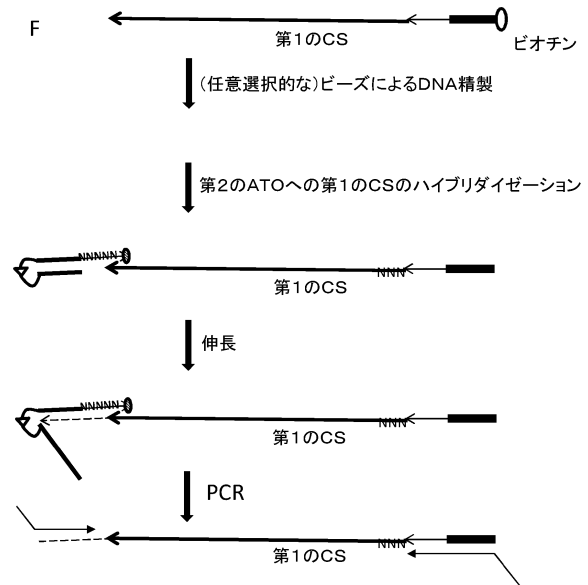 F
第1のCS
ビオチン
(任意選択的な)ビーズによるDNA精製
第2のATOへの第1のCSのハイブリダイゼーション
NNNNN
NNN
第1のCS
伸長
NNNNN
NNN
第1のCS
PCR
NNN
第1のCS